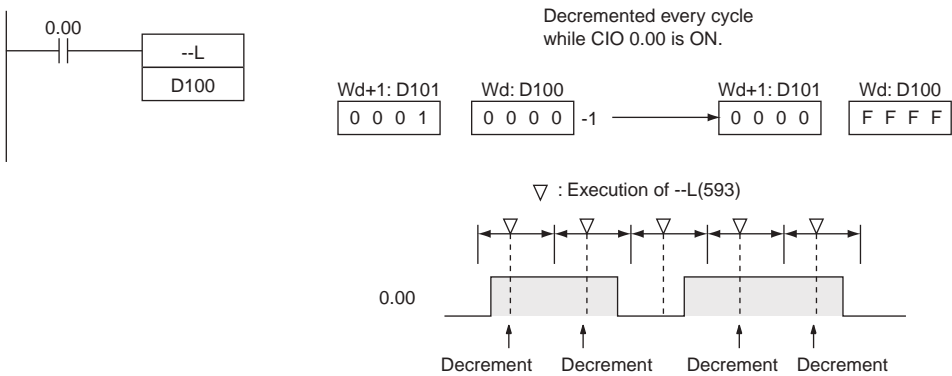 0.00
--L
D100
Decremented every cycle
while CIO 0.00 is ON.
Wd+1: D101 Wd: D100 Wd+1: D101 Wd: D100
0 0 0 1 0 0 0 0 -1 0 0 0 0 F F F F
▽ : Execution of --L(593)
0.00
Decrement Decrement Decrement Decrement